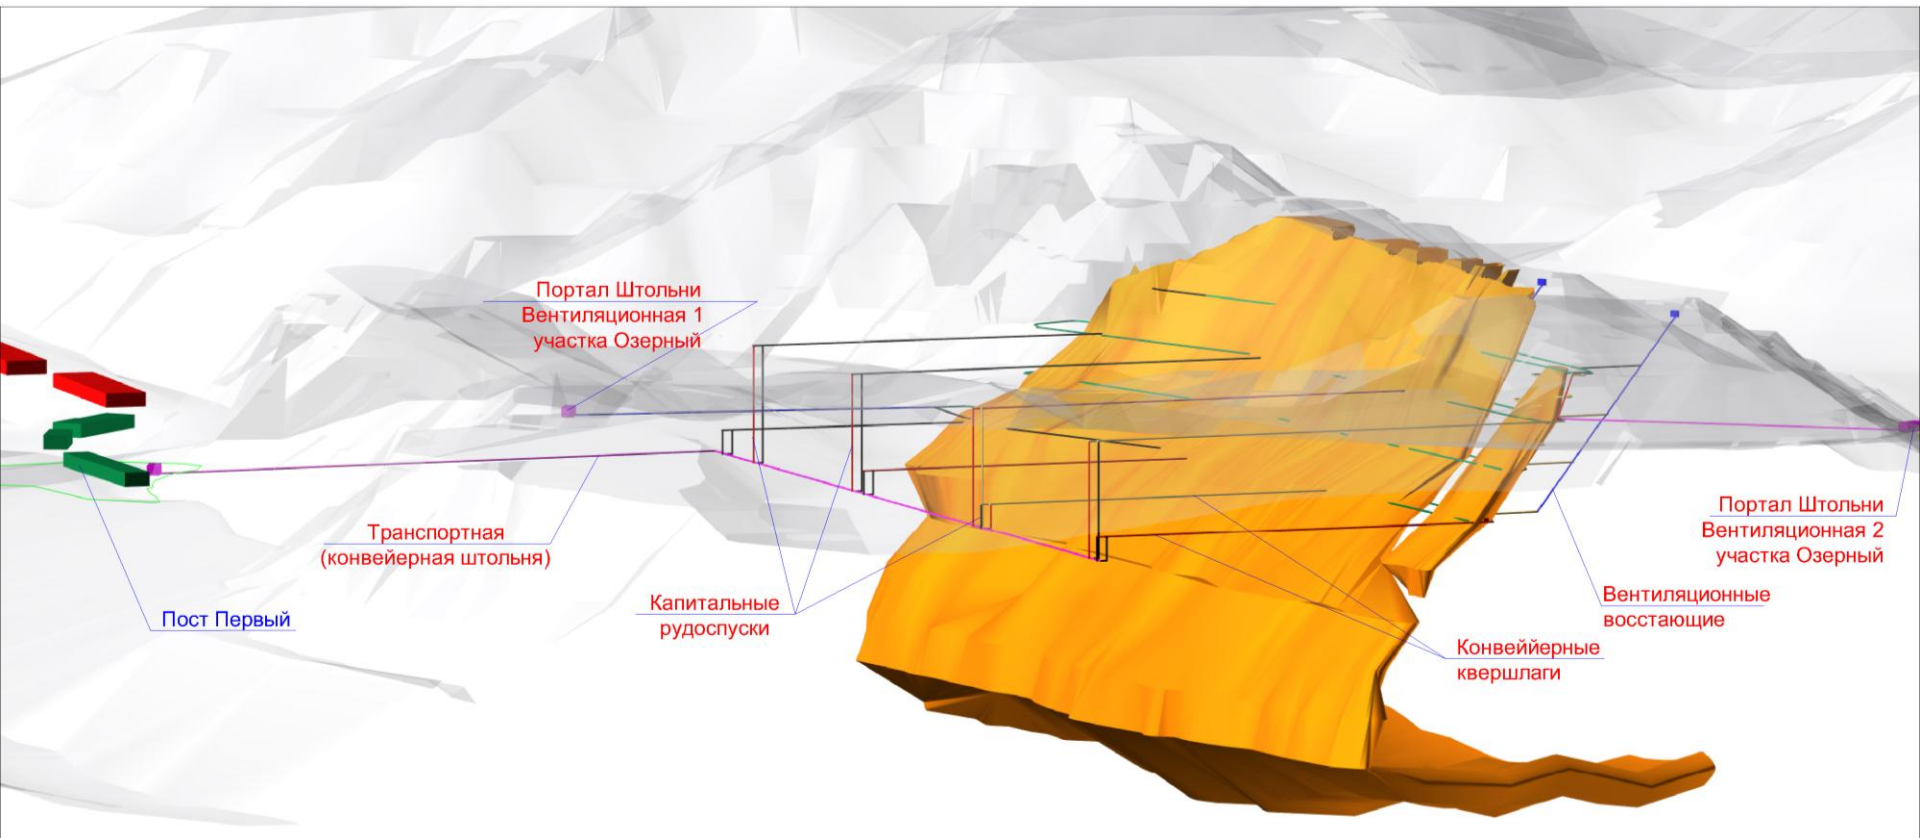 Портал Штольни
Вентиляционная 1
участка Озерный
Транспортная
(конвейерная штольня)
Пост Первый
Капитальные
рудоспуски
Портал Штольни
Вентиляционная 2
участка Озерный
Вентиляционные
восстающие
Конвеййерные
квершлаги